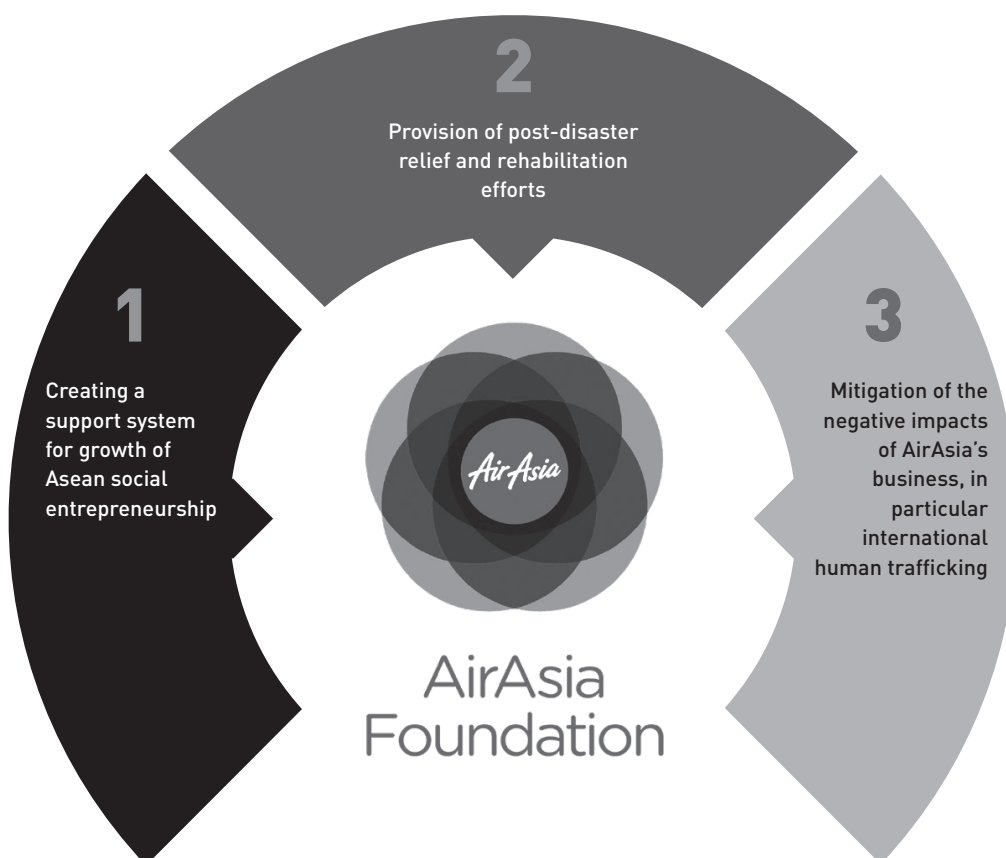 2
Provision of post-disaster
relief and rehabilitation
efforts
1
Creating a
support system
for growth of
Asean social
entrepreneurship
3
Mitigation of the
negative impacts
of AirAsia’s
business, in
particular
international
human trafficking
AirAsia
AirAsia
Foundation